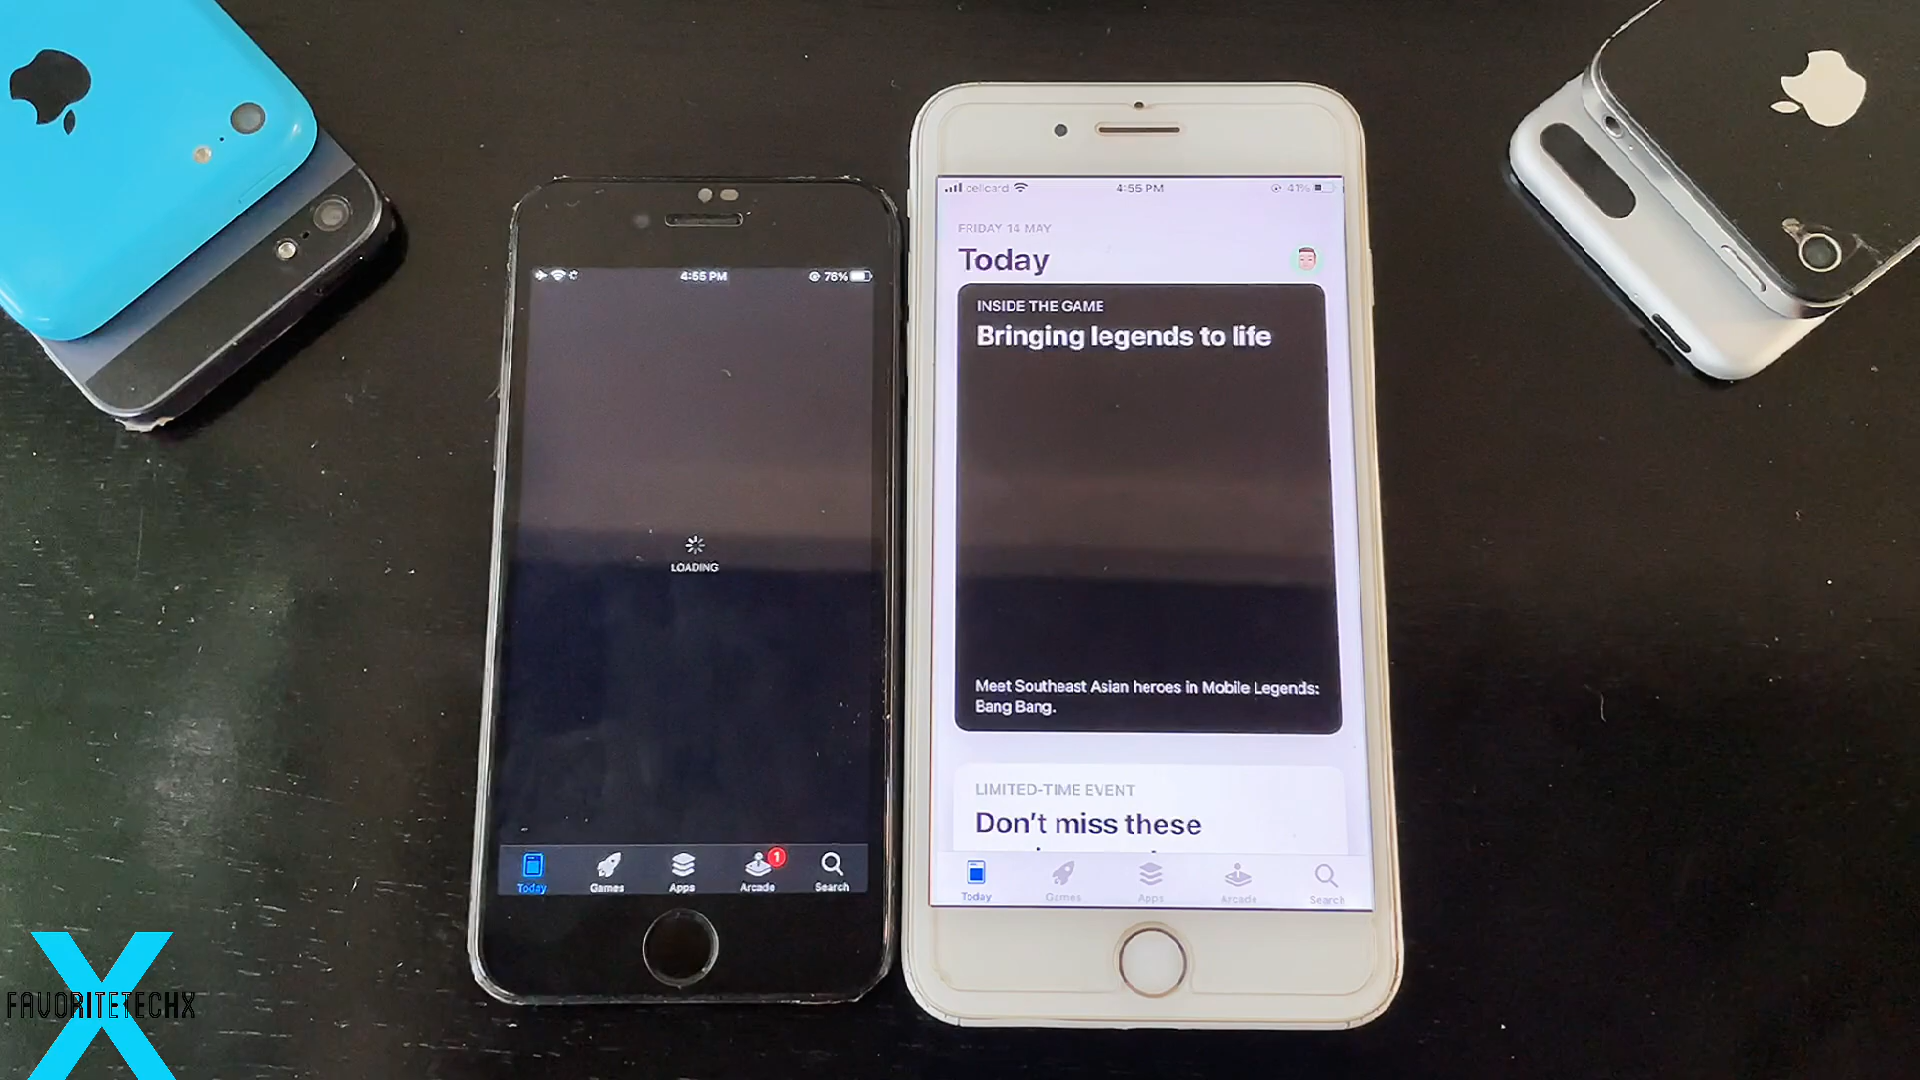 4:55 PM
76%
LOADING
Today
Games
Apps
1
Arcade
Search
cellcard
4:55 PM
41%
FRIDAY 14 MAY
Today
INSIDE THE GAME
Bringing legends to life
Meet Southeast Asian heroes in Mobile Legends:
Bang Bang.
LIMITED-TIME EVENT
Don't miss these
Today
Games
Apps
Arcade
Search
X
FAVORITETECHX